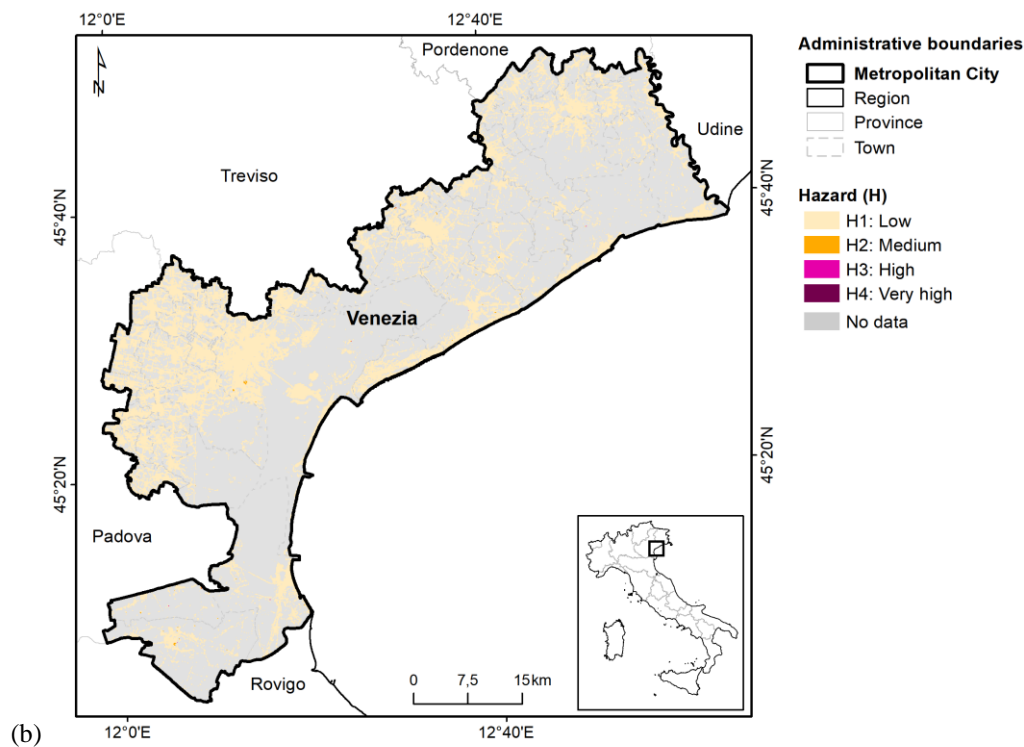 12°0'E
12°40'E
N
Pordenone
Udine
Treviso
45°40'N
45°40'N
Venezia
45°20'N
45°20'N
Padova
Rovigo
0 7,5 15 km
12°0'E
12°40'E
(b)
Administrative boundaries
Metropolitan City
Region
Province
Town
Hazard (H)
H1: Low
H2: Medium
H3: High
H4: Very high
No data